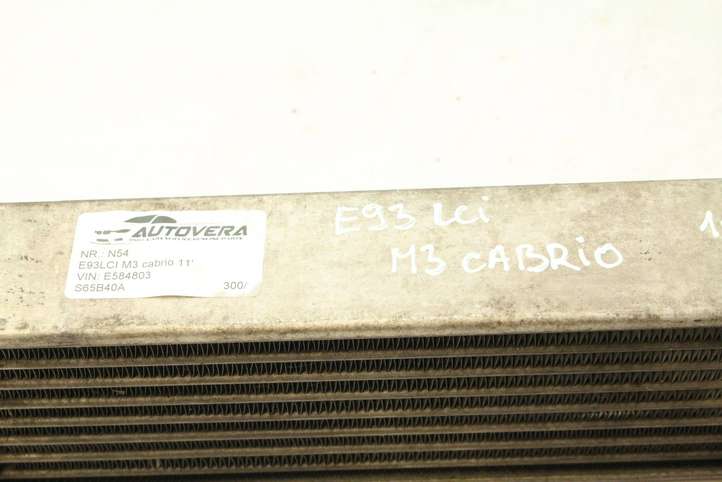 AUTOVERA
NR.: N54
E93LCI M3 cabrio 11'
VIN: E584803
S65B40A 300/
E93 LCi
M3 CABRIO